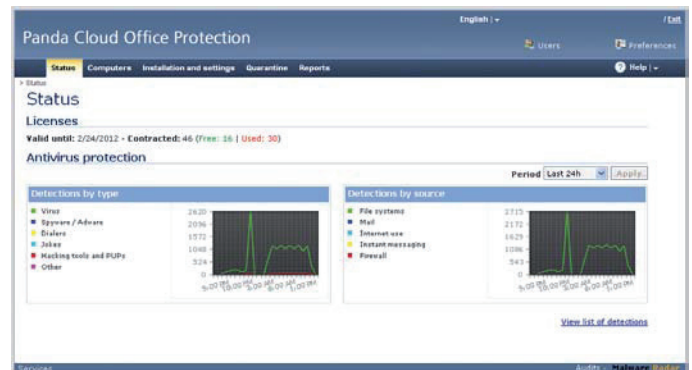 English | /Exit
Panda Cloud Office Protection
Users Preferences
Status Computers Installation and settings Quarantine Reports Help |
> Status
Status
Licenses
Valid until: 2/24/2012 - Contracted: 46 (Free: 16 | Used: 30)
Antivirus protection
Period Last 24h Apply
Detections by type
Virus
Spyware / Adware
Dialers
Jokes
Hacking tools and PUPs
Other
2620
2096
1572
1048
524
0
Detections by source
File systems
Mail
Internet use
Instant messaging
Firewall
2715
2172
1629
1086
543
0
View list of detections
Services Audits - Malware Radar